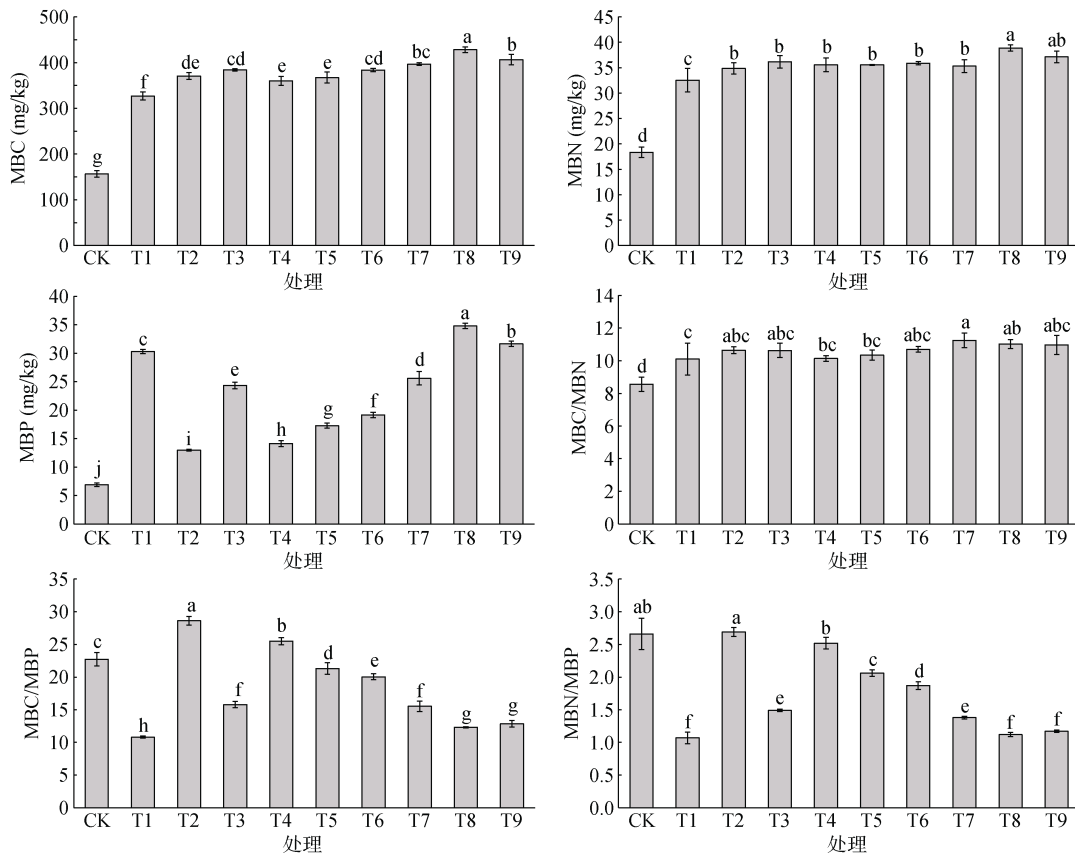 500
400
300
200
100
0
MBC (mg/kg)
g f de cd e e cd bc a b
CK T1 T2 T3 T4 T5 T6 T7 T8 T9
处理
45
40
35
30
25
20
15
10
5
0
MBN (mg/kg)
d c b b b b b b a ab
CK T1 T2 T3 T4 T5 T6 T7 T8 T9
处理
40
35
30
25
20
15
10
5
0
MBP (mg/kg)
j c i e h g f d a b
CK T1 T2 T3 T4 T5 T6 T7 T8 T9
处理
14
12
10
8
6
4
2
0
MBC/MBN
d c abc abc bc bc abc a ab abc
CK T1 T2 T3 T4 T5 T6 T7 T8 T9
处理
35
30
25
20
15
10
5
0
MBC/MBP
c h a f b d e f g g
CK T1 T2 T3 T4 T5 T6 T7 T8 T9
处理
3.5
3.0
2.5
2.0
1.5
1.0
0.5
0.0
MBN/MBP
ab f a e b c d e f f
CK T1 T2 T3 T4 T5 T6 T7 T8 T9
处理